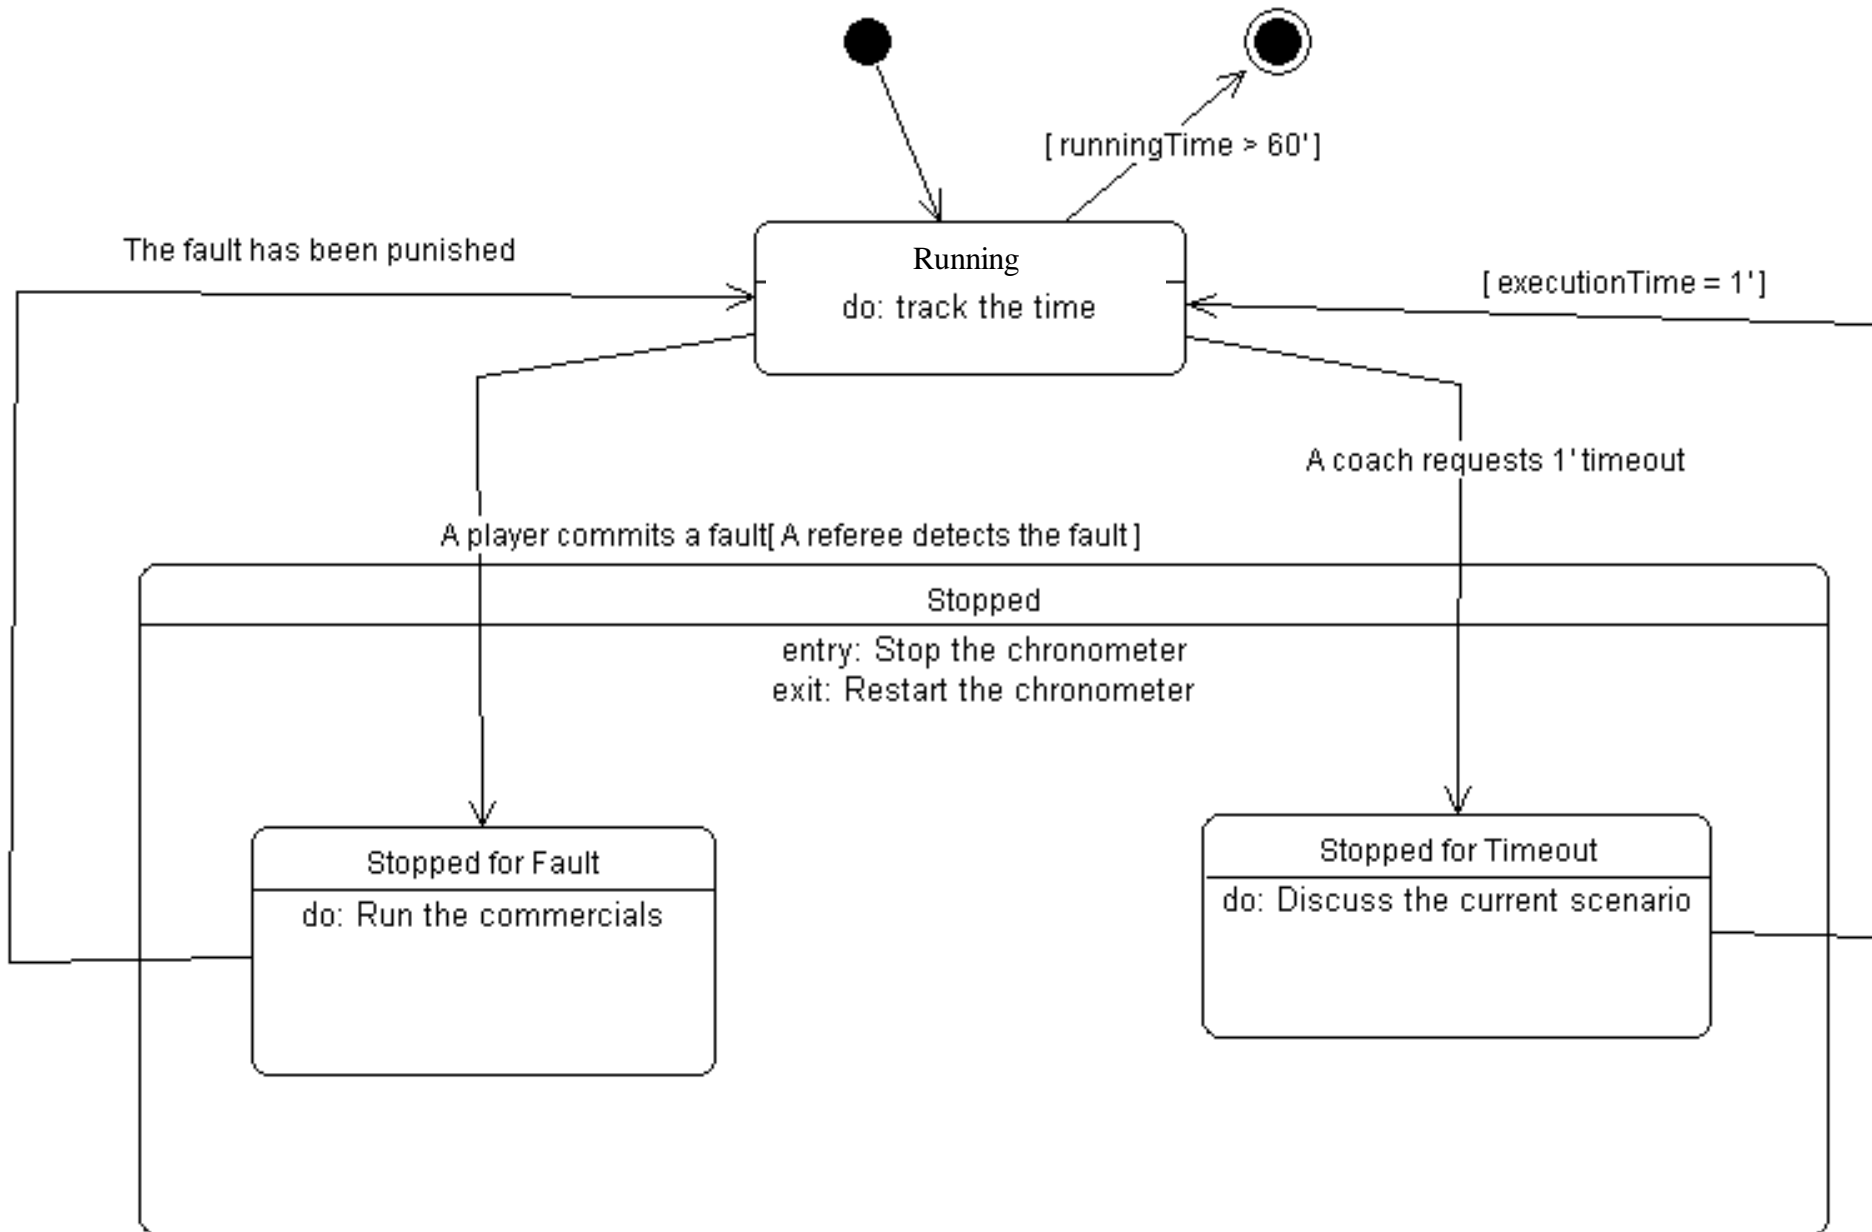 [ runningTime > 60' ]
The fault has been punished
Running
do: track the time
[ executionTime = 1' ]
A coach requests 1' timeout
A player commits a fault[ A referee detects the fault ]
Stopped
entry: Stop the chronometer
exit: Restart the chronometer
Stopped for Fault
do: Run the commercials
Stopped for Timeout
do: Discuss the current scenario